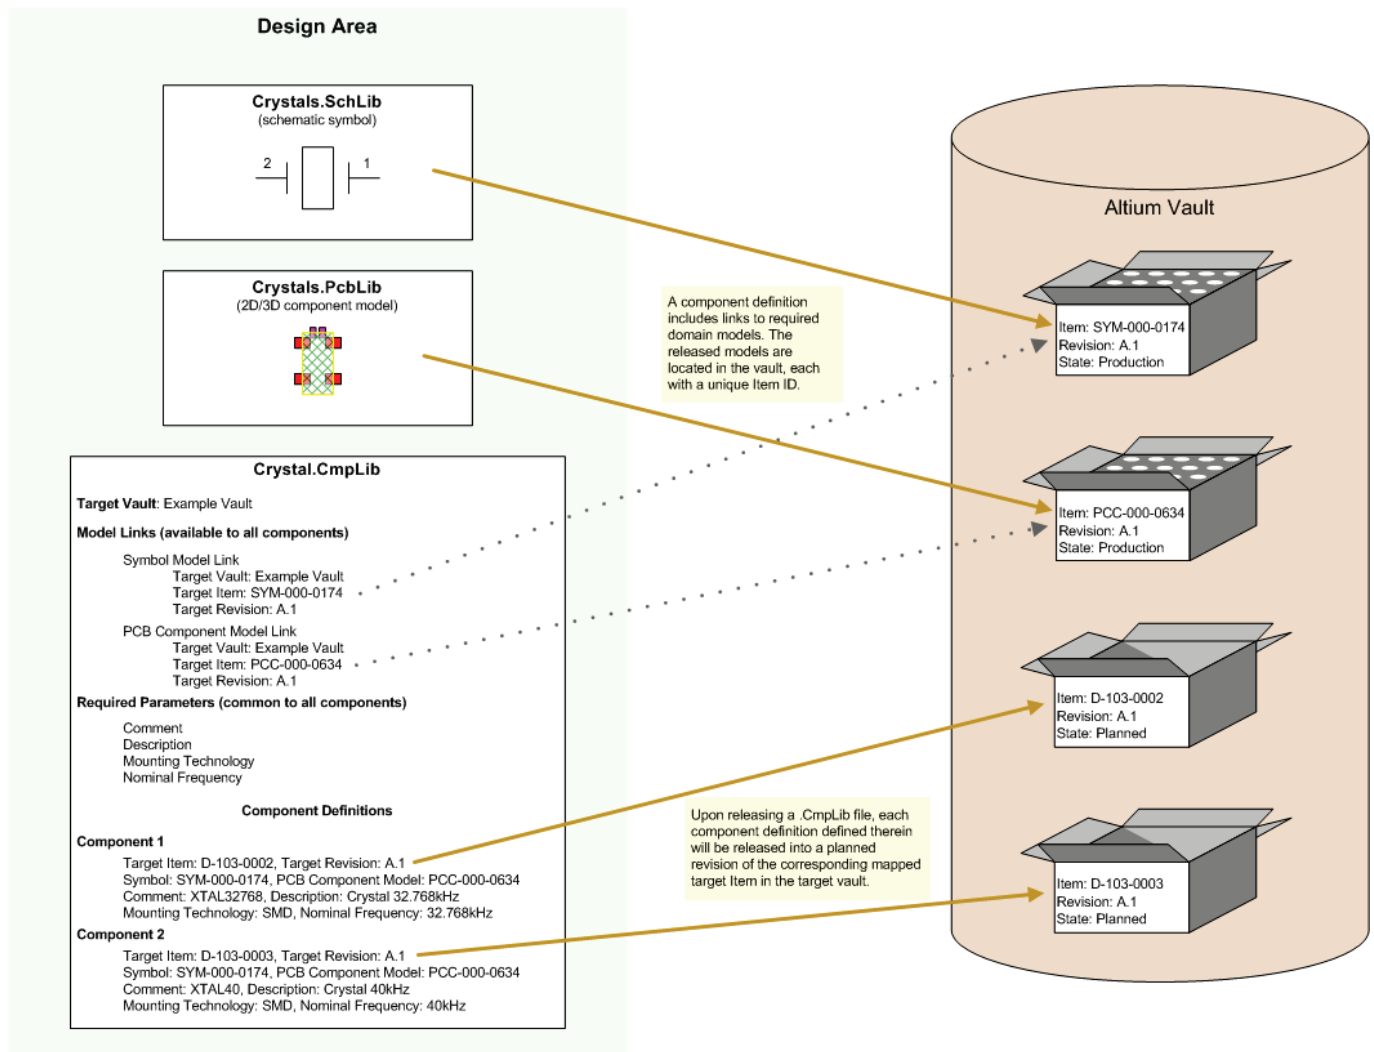 Design Area
Crystals.SchLib
(schematic symbol)
2
1
Crystals.PcbLib
(2D/3D component model)
Crystal.CmpLib
Target Vault: Example Vault
Model Links (available to all components)
Symbol Model Link
Target Vault: Example Vault
Target Item: SYM-000-0174
Target Revision: A.1
PCB Component Model Link
Target Vault: Example Vault
Target Item: PCC-000-0634
Target Revision: A.1
Required Parameters (common to all components)
Comment
Description
Mounting Technology
Nominal Frequency
Component Definitions
Component 1
Target Item: D-103-0002, Target Revision: A.1
Symbol: SYM-000-0174, PCB Component Model: PCC-000-0634
Comment: XTAL32768, Description: Crystal 32.768kHz
Mounting Technology: SMD, Nominal Frequency: 32.768kHz
Component 2
Target Item: D-103-0003, Target Revision: A.1
Symbol: SYM-000-0174, PCB Component Model: PCC-000-0634
Comment: XTAL40, Description: Crystal 40kHz
Mounting Technology: SMD, Nominal Frequency: 40kHz
A component definition
includes links to required
domain models. The
released models are
located in the vault, each
with a unique Item ID.
Upon releasing a .CmpLib file, each
component definition defined therein
will be released into a planned
revision of the corresponding mapped
target Item in the target vault.
Altium Vault
Item: SYM-000-0174
Revision: A.1
State: Production
Item: PCC-000-0634
Revision: A.1
State: Production
Item: D-103-0002
Revision: A.1
State: Planned
Item: D-103-0003
Revision: A.1
State: Planned